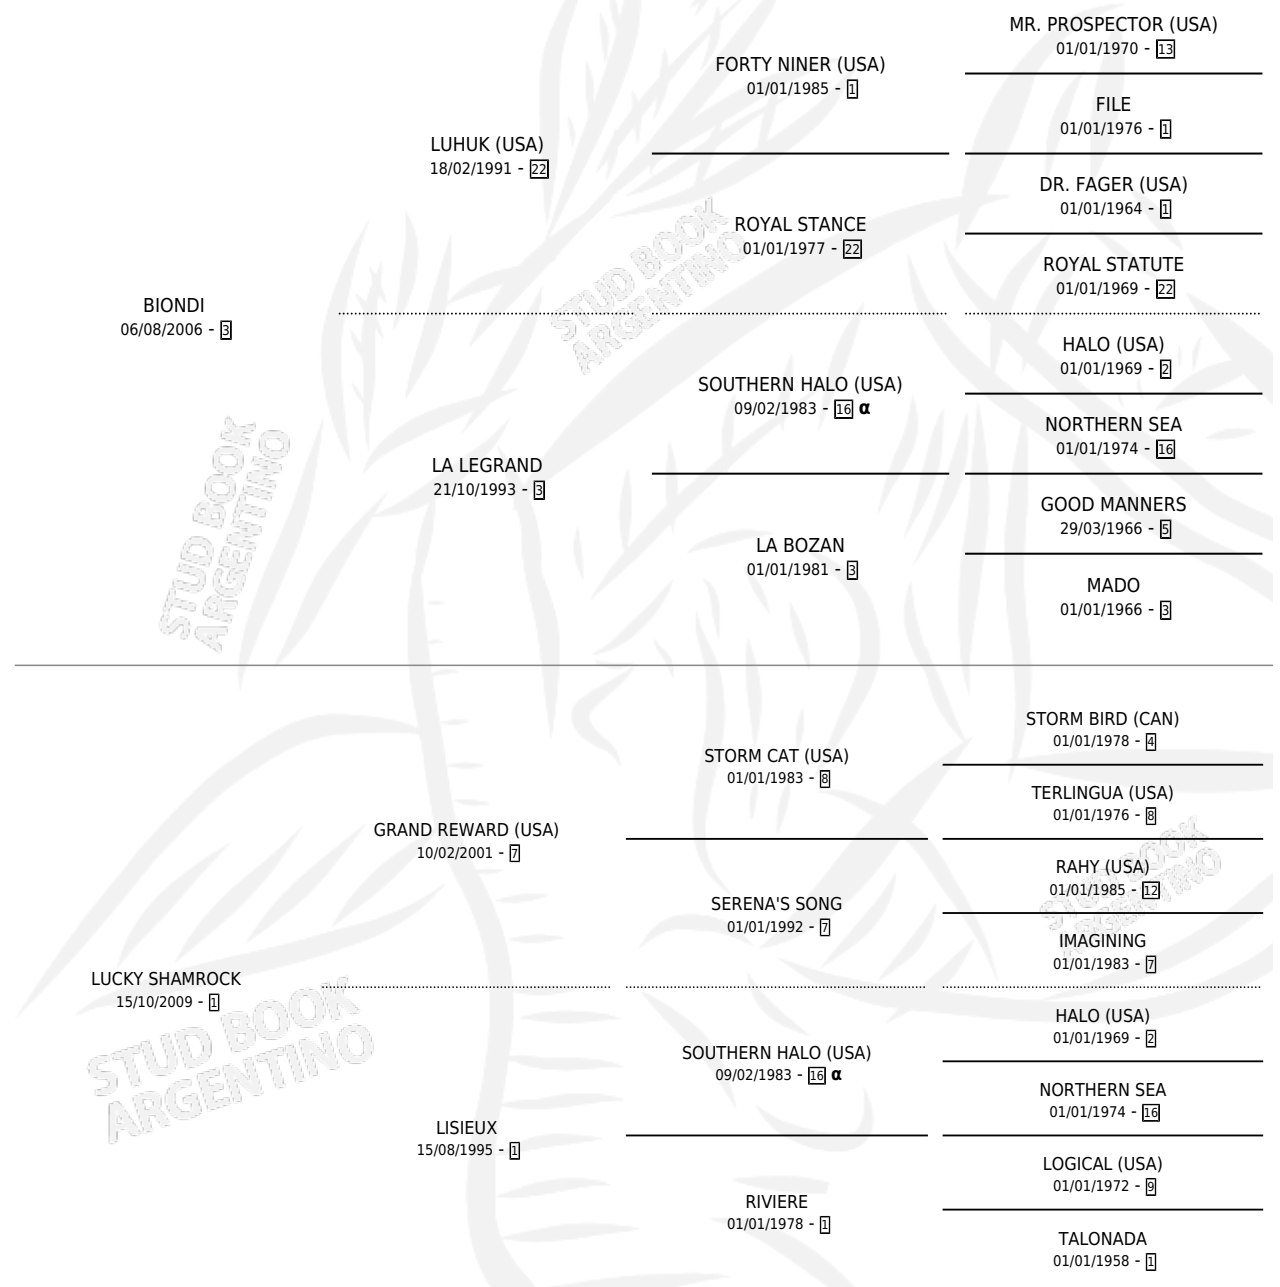 MR. PROSPECTOR (USA)
01/01/1970 - 13
FORTY NINER (USA)
01/01/1985 - 1
FILE
01/01/1976 - 1
LUHUK (USA)
18/02/1991 - 22
DR. FAGER (USA)
01/01/1964 - 1
ROYAL STANCE
01/01/1977 - 22
ROYAL STATUTE
01/01/1969 - 22
BIONDI
06/08/2006 - 3
HALO (USA)
01/01/1969 - 2
SOUTHERN HALO (USA)
09/02/1983 - 16 α
NORTHERN SEA
01/01/1974 - 16
LA LEGRAND
21/10/1993 - 3
GOOD MANNERS
29/03/1966 - 5
LA BOZAN
01/01/1981 - 3
MADO
01/01/1966 - 3
STORM BIRD (CAN)
01/01/1978 - 4
STORM CAT (USA)
01/01/1983 - 8
TERLINGUA (USA)
01/01/1976 - 8
GRAND REWARD (USA)
10/02/2001 - 7
RAHY (USA)
01/01/1985 - 12
SERENA'S SONG
01/01/1992 - 7
IMAGINING
01/01/1983 - 7
LUCKY SHAMROCK
15/10/2009 - 1
HALO (USA)
01/01/1969 - 2
SOUTHERN HALO (USA)
09/02/1983 - 16 α
NORTHERN SEA
01/01/1974 - 16
LISIEUX
15/08/1995 - 1
LOGICAL (USA)
01/01/1972 - 9
RIVIERE
01/01/1978 - 1
TALONADA
01/01/1958 - 1
STUD BOOK
ARGENTINO
STUD BOOK
ARGENTINO
STUD BOOK
ARGENTINO
STUD BOOK
ARGENTINO